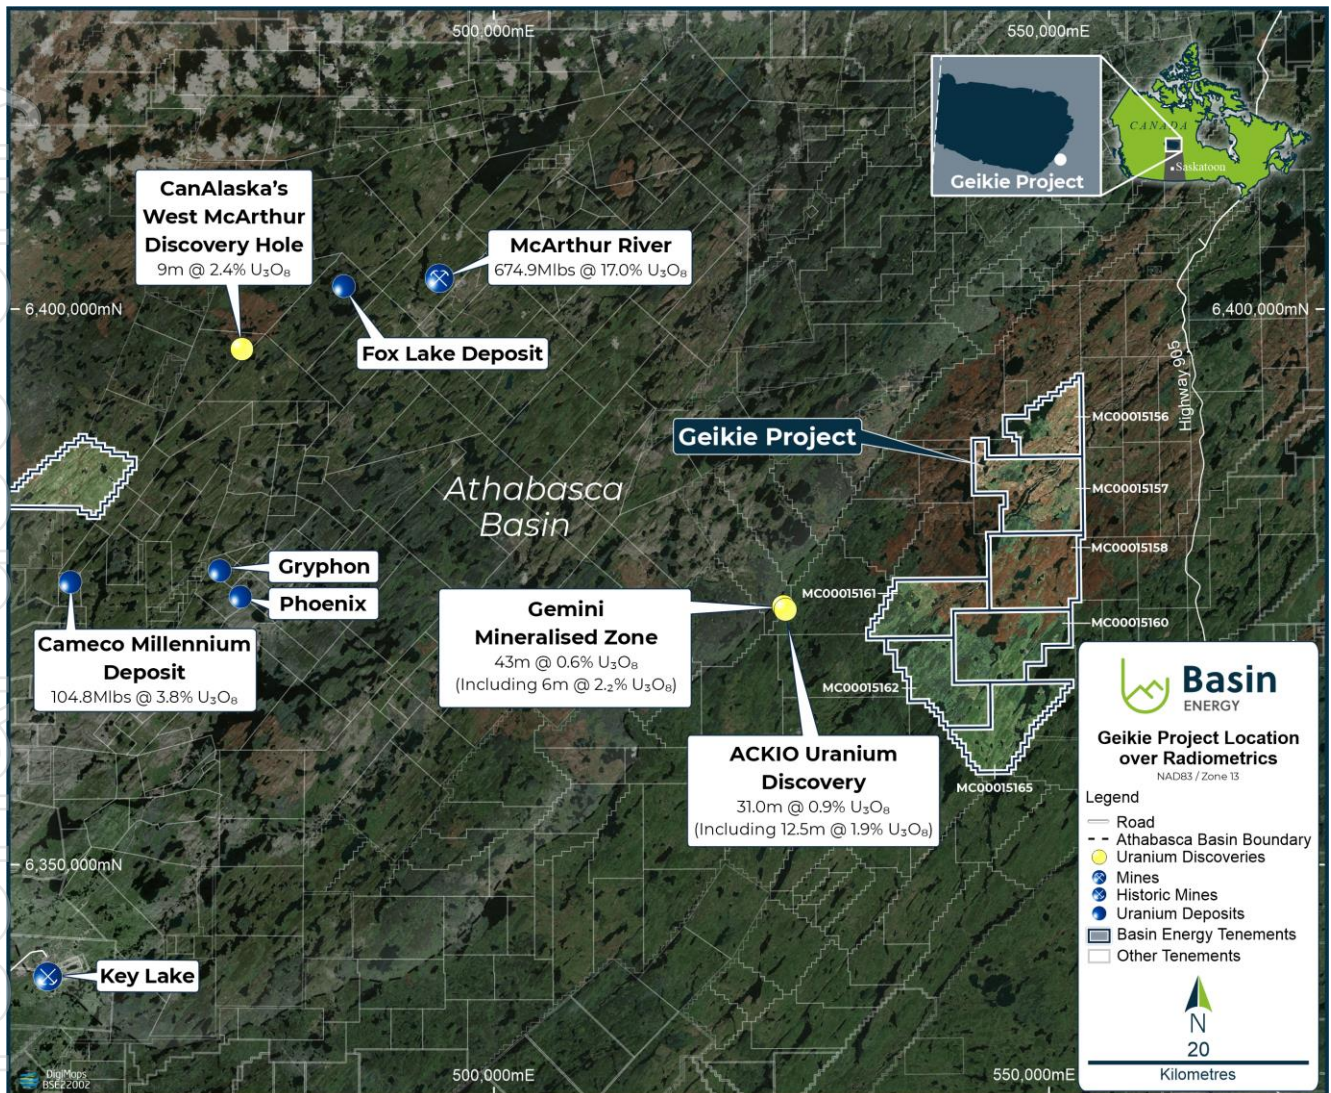 500,000mE
550,000mE
CANADA
Saskatoon
Geikie Project
CanAlaska's
West McArthur
Discovery Hole
9m @ 2.4% U₃O₈
McArthur River
674.9Mlbs @ 17.0% U₃O₈
6,400,000mN
6,400,000mN
Fox Lake Deposit
Highway 905
MC00015156
Geikie Project
MC00015157
Athabasca
Basin
MC00015158
Gryphon
Phoenix
MC00015161
Gemini
Mineralised Zone
43m @ 0.6% U₃O₈
(Including 6m @ 2.₂% U₃O₈)
MC00015160
Cameco Millennium
Deposit
104.8Mlbs @ 3.8% U₃O₈
MC00015162
ACKIO Uranium
Discovery
31.0m @ 0.9% U₃O₈
(Including 12.5m @ 1.9% U₃O₈)
MC00015165
6,350,000mN
Key Lake
Basin
ENERGY
Geikie Project Location
over Radiometrics
NAD83 / Zone 13
Legend
Road
Athabasca Basin Boundary
Uranium Discoveries
Mines
Historic Mines
Uranium Deposits
Basin Energy Tenements
Other Tenements
N
20
Kilometres
DigiMaps
BSE22002
500,000mE
550,000mE